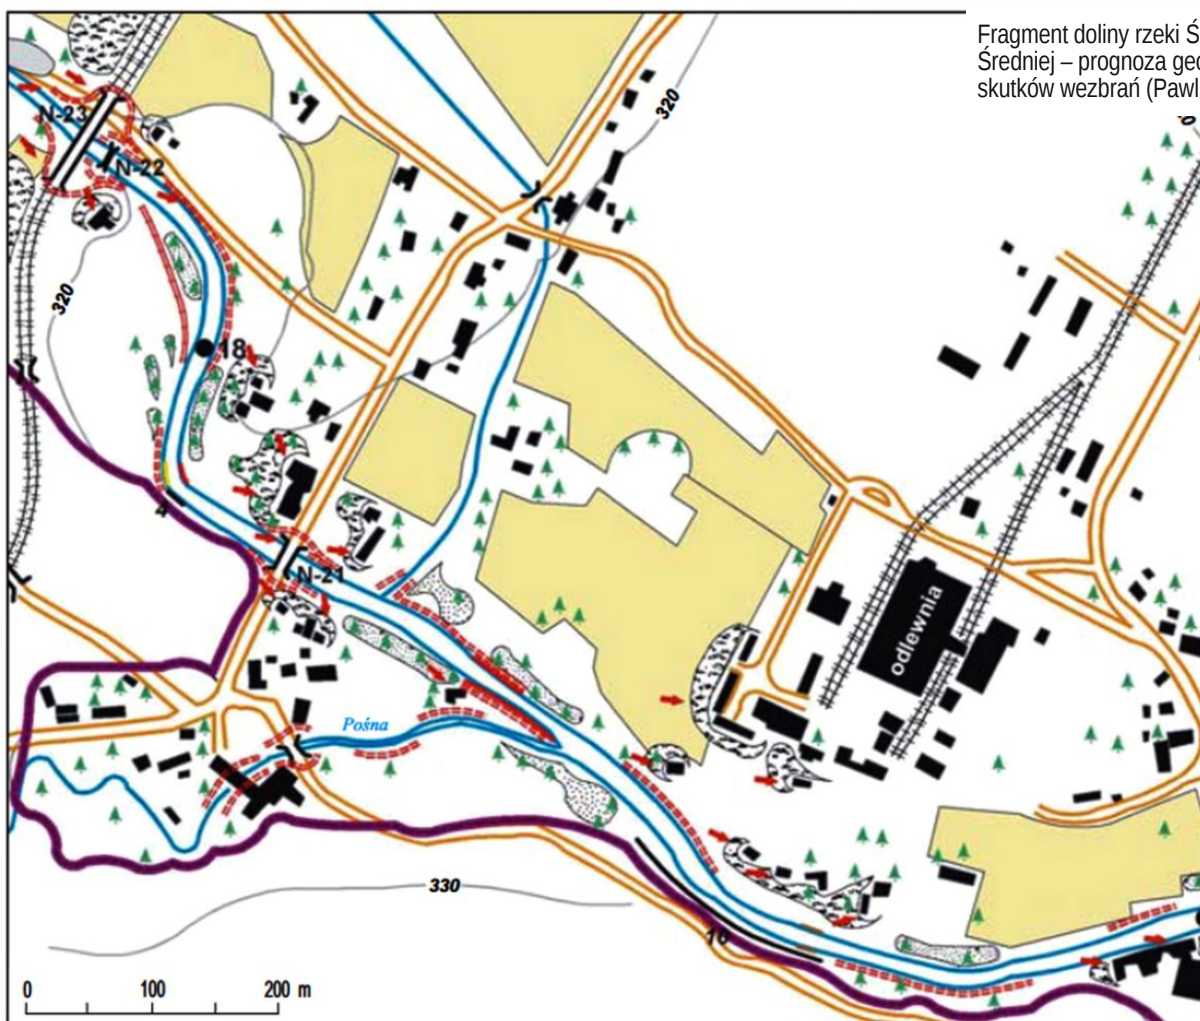 Fragment doliny rzeki Ś
Średniej – prognoza geo
skutków wezbrań (Pawl
N-23
N-22
320
320
18
4
N-21
Pośna
odlewnia
330
16
0 100 200 m